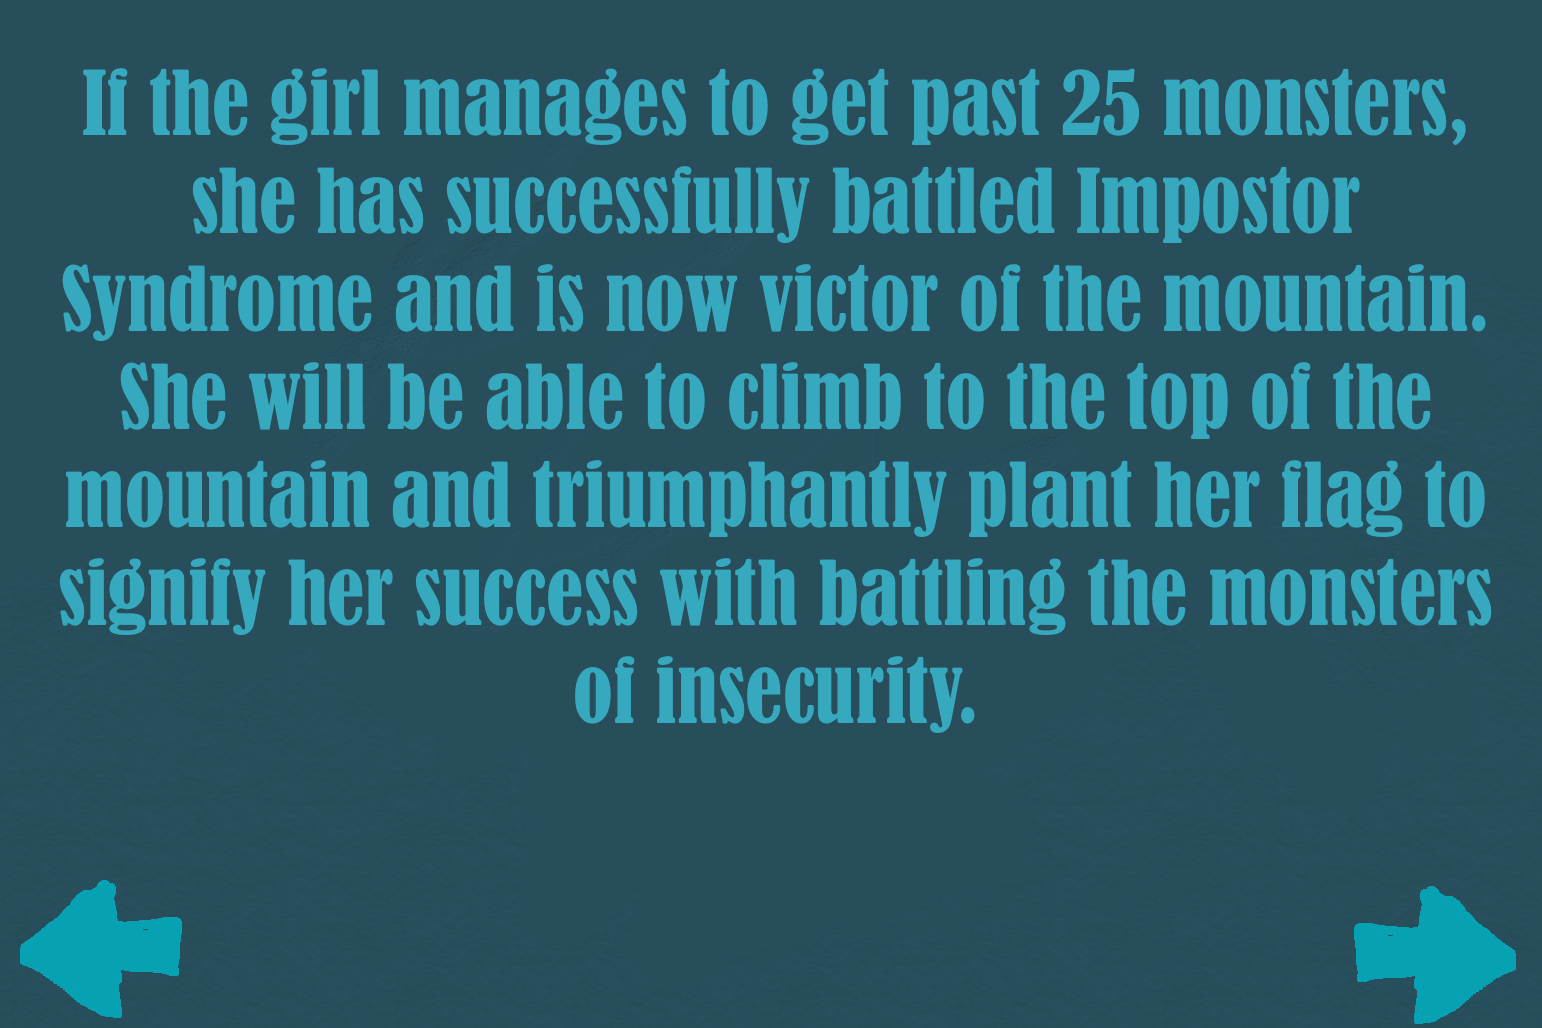 If the girl manages to get past 25 monsters,
she has successfully battled Impostor
Syndrome and is now victor of the mountain.
She will be able to climb to the top of the
mountain and triumphantly plant her flag to
signify her success with battling the monsters
of insecurity.